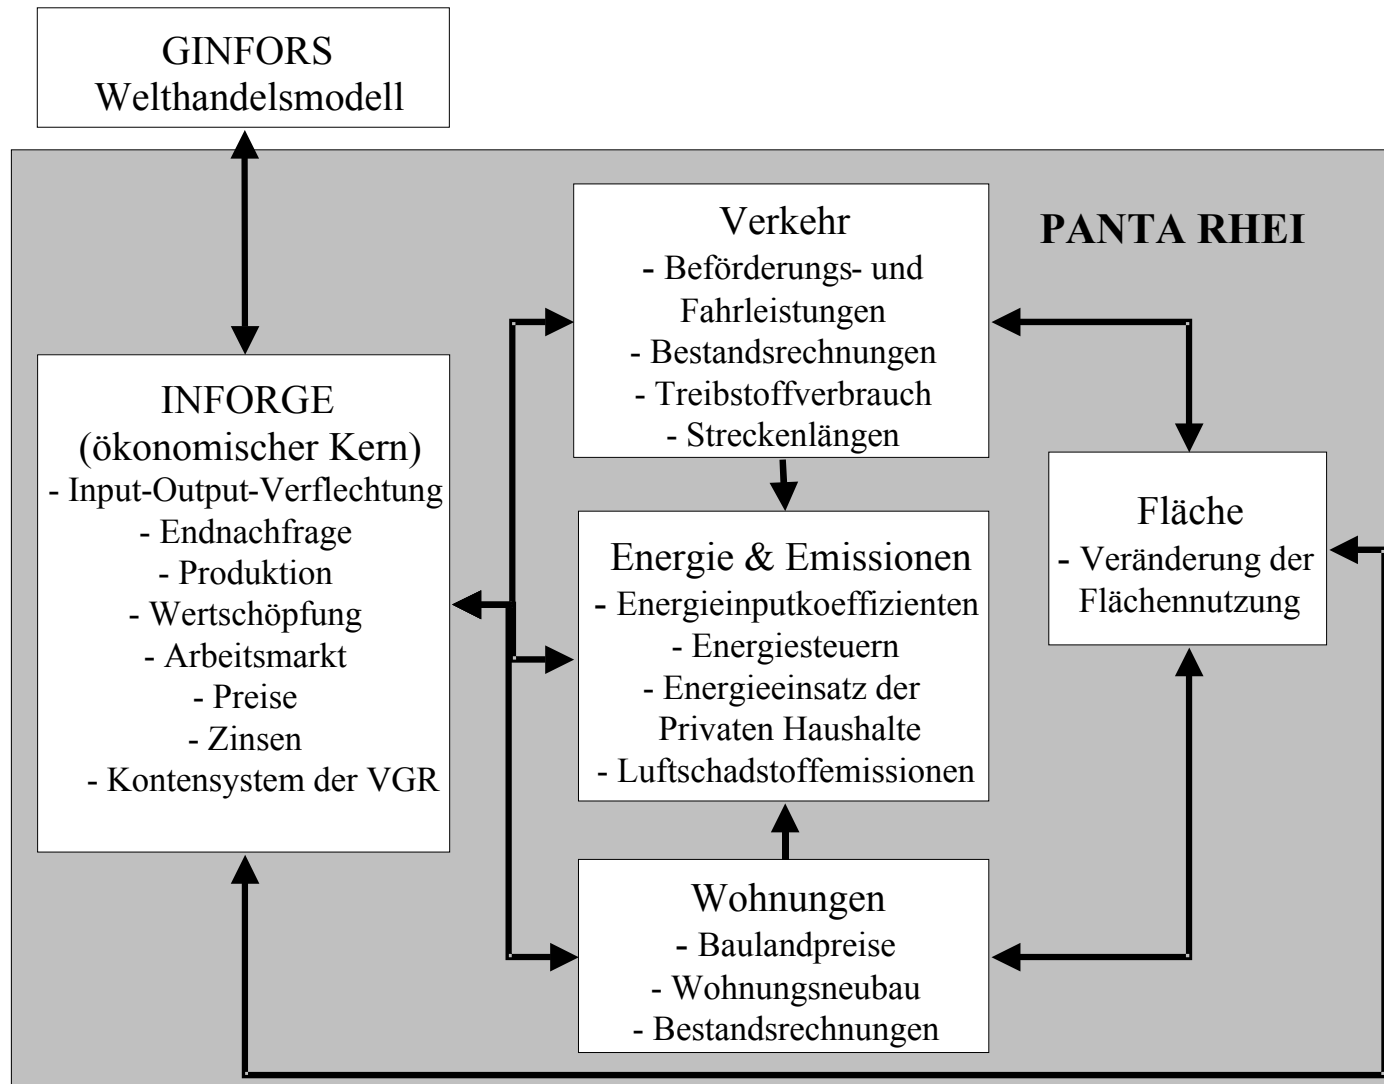 GINFORS
Welthandelsmodell
PANTA RHEI
INFORGE
(ökonomischer Kern)
- Input-Output-Verflechtung
- Endnachfrage
- Produktion
- Wertschöpfung
- Arbeitsmarkt
- Preise
- Zinsen
- Kontensystem der VGR
Verkehr
- Beförderungs- und
Fahrleistungen
- Bestandsrechnungen
- Treibstoffverbrauch
- Streckenlängen
Energie & Emissionen
- Energieinputkoeffizienten
- Energiesteuern
- Energieeinsatz der
Privaten Haushalte
- Luftschadstoffemissionen
Wohnungen
- Baulandpreise
- Wohnungsneubau
- Bestandsrechnungen
Fläche
- Veränderung der
Flächennutzung